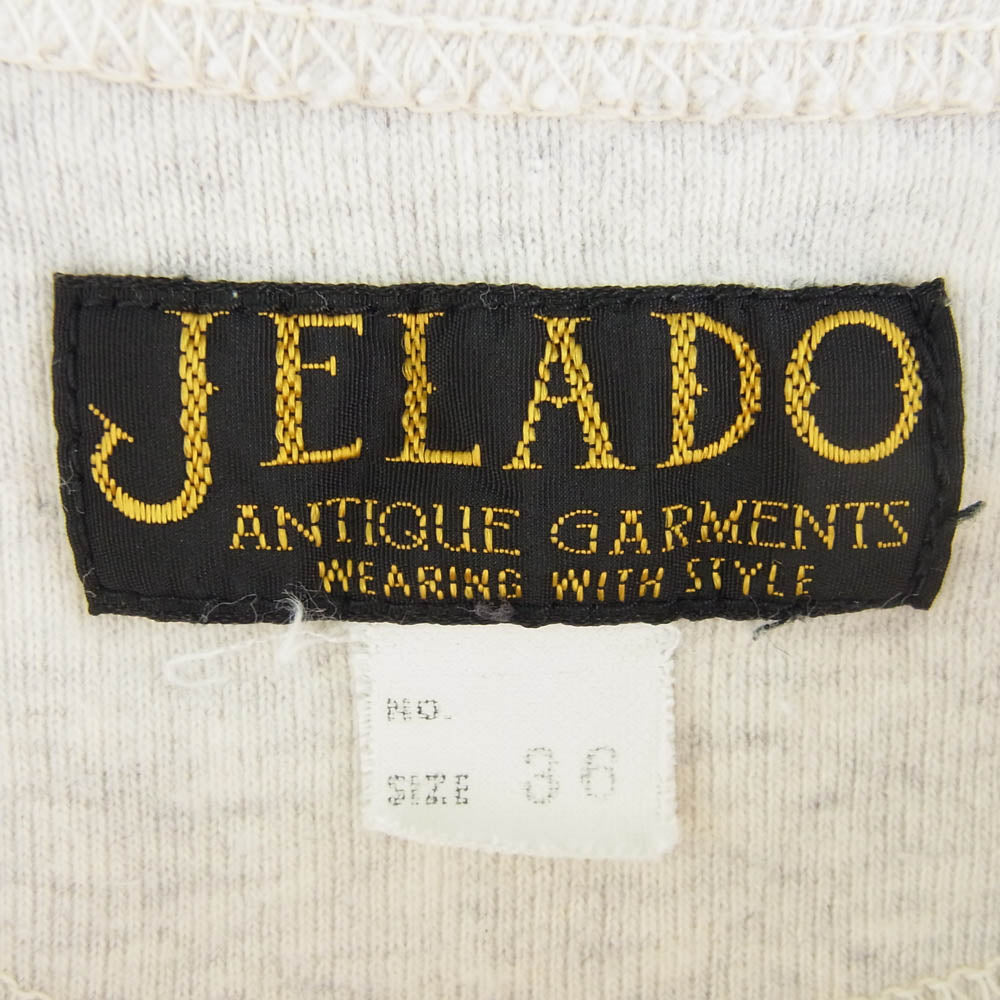 JELADO
ANTIQUE GARMENTS
WEARING WITH STYLE
NO.
SIZE 36